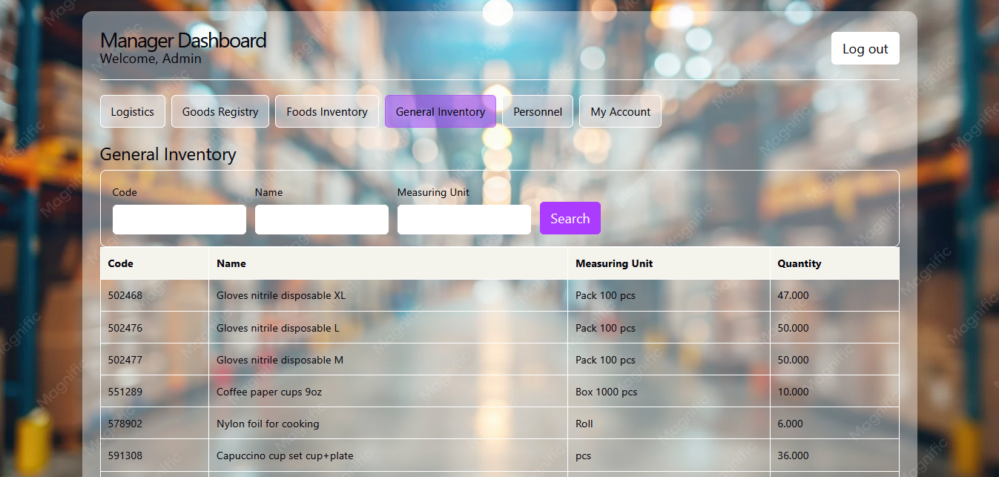 Manager Dashboard
Welcome, Admin
Log out
Logistics Goods Registry Foods Inventory General Inventory Personnel My Account
General Inventory
Code Name Measuring Unit
Search
Code Name Measuring Unit Quantity
502468 Gloves nitrile disposable XL Pack 100 pcs 47.000
502476 Gloves nitrile disposable L Pack 100 pcs 50.000
502477 Gloves nitrile disposable M Pack 100 pcs 50.000
551289 Coffee paper cups 9oz Box 1000 pcs 10.000
578902 Nylon foil for cooking Roll 6.000
591308 Capuccino cup set cup+plate pcs 36.000
Magnific